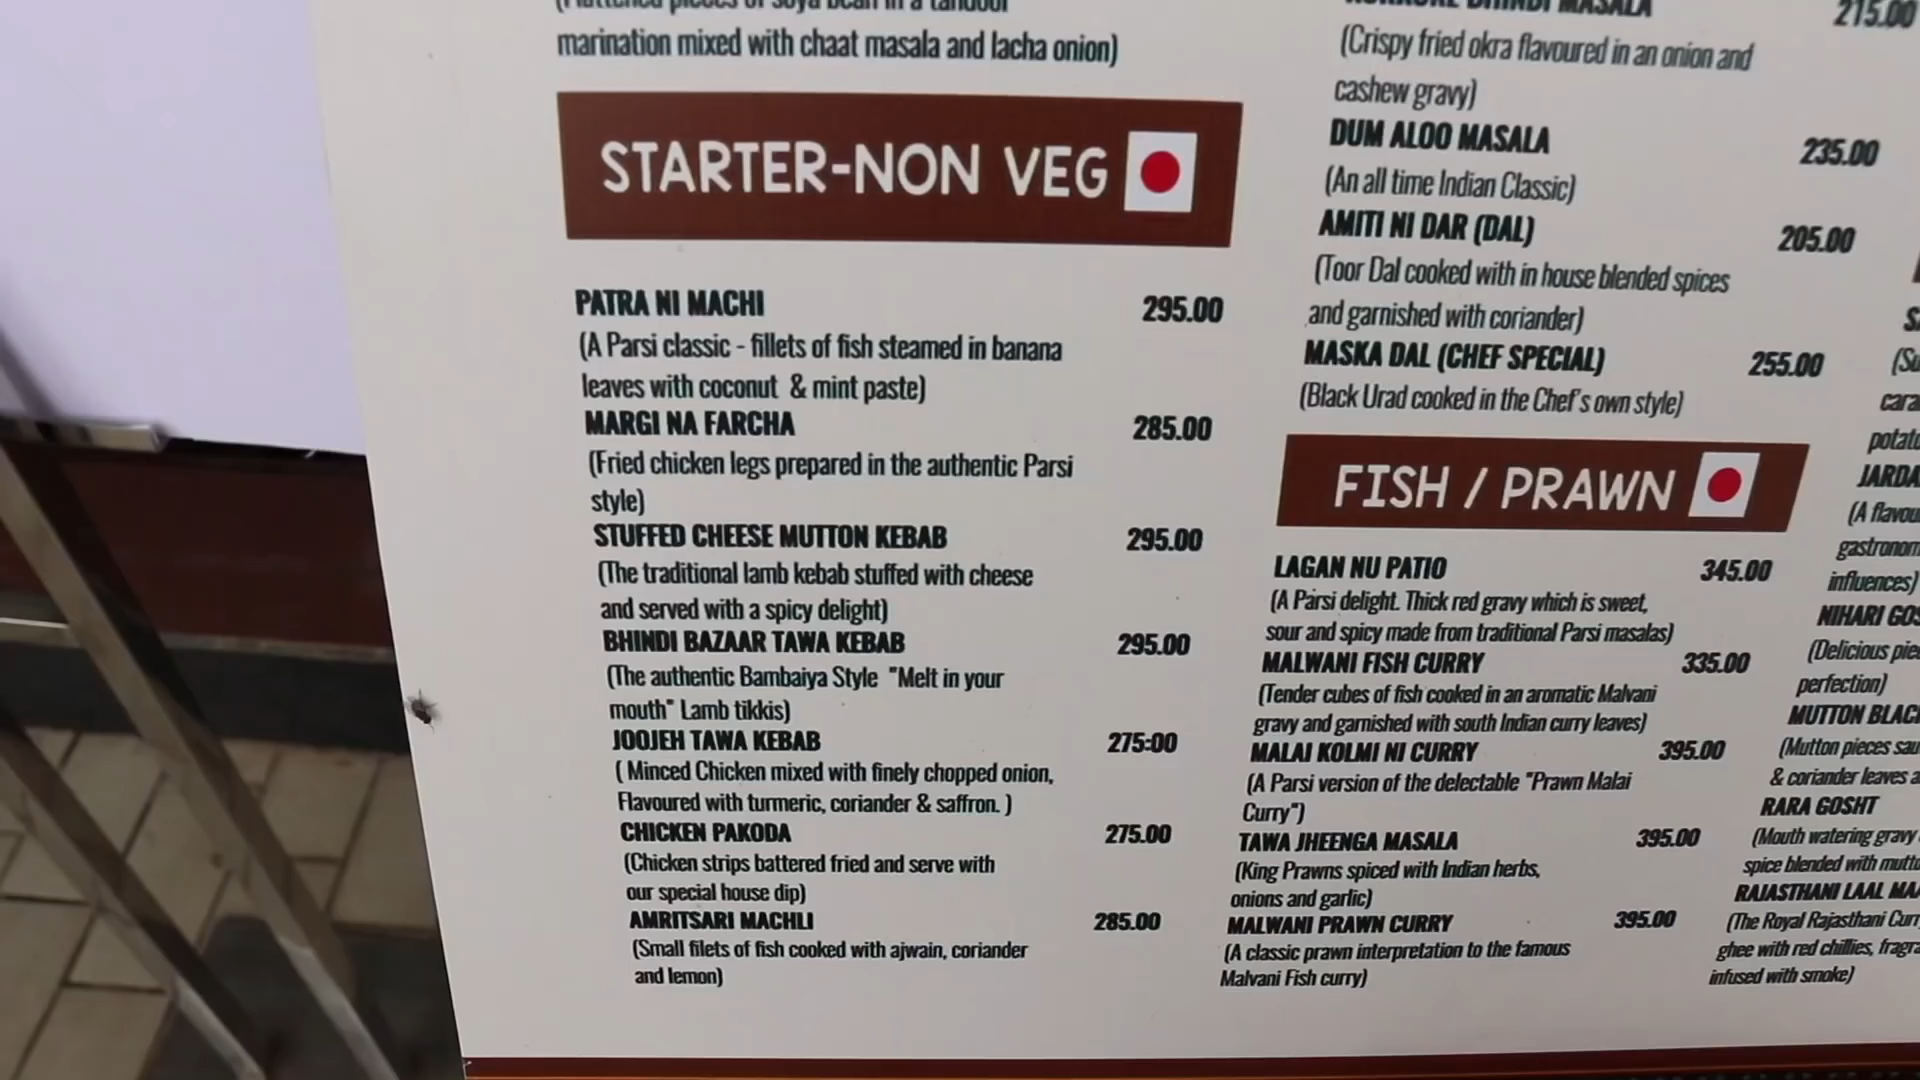 (Flattened pieces of soya bean in a tandoor
marination mixed with chaat masala and lacha onion)
STARTER-NON VEG
PATRA NI MACHI 295.00
(A Parsi classic - fillets of fish steamed in banana
leaves with coconut & mint paste)
MARGI NA FARCHA 285.00
(Fried chicken legs prepared in the authentic Parsi
style)
STUFFED CHEESE MUTTON KEBAB 295.00
(The traditional lamb kebab stuffed with cheese
and served with a spicy delight)
BHINDI BAZAAR TAWA KEBAB 295.00
(The authentic Bambaiya Style "Melt in your
mouth" Lamb tikkis)
JOOJEH TAWA KEBAB 275:00
( Minced Chicken mixed with finely chopped onion,
Flavoured with turmeric, coriander & saffron. )
CHICKEN PAKODA 275.00
(Chicken strips battered fried and serve with
our special house dip)
AMRITSARI MACHLI 285.00
(Small filets of fish cooked with ajwain, coriander
and lemon)
BHINDI MASALA 215.00
(Crispy fried okra flavoured in an onion and
cashew gravy)
DUM ALOO MASALA 235.00
(An all time Indian Classic)
AMITI NI DAR (DAL) 205.00
(Toor Dal cooked with in house blended spices
and garnished with coriander)
MASKA DAL (CHEF SPECIAL) 255.00
(Black Urad cooked in the Chef's own style)
FISH / PRAWN
LAGAN NU PATIO 345.00
(A Parsi delight. Thick red gravy which is sweet,
sour and spicy made from traditional Parsi masalas)
MALWANI FISH CURRY 335.00
(Tender cubes of fish cooked in an aromatic Malvani
gravy and garnished with south Indian curry leaves)
MALAI KOLMI NI CURRY 395.00
(A Parsi version of the delectable "Prawn Malai
Curry")
TAWA JHEENGA MASALA 395.00
(King Prawns spiced with Indian herbs,
onions and garlic)
MALWANI PRAWN CURRY 395.00
(A classic prawn interpretation to the famous
Malvani Fish curry)
JARDA
(A flavou
gastronom
influences)
NIHARI GOS
(Delicious pie
perfection)
MUTTON BLACK
(Mutton pieces sau
& coriander leaves a
RARA GOSHT
(Mouth watering gravy
spice blended with mutto
RAJASTHANI LAAL MAA
(The Royal Rajasthani Curr
ghee with red chillies, fragra
infused with smoke)